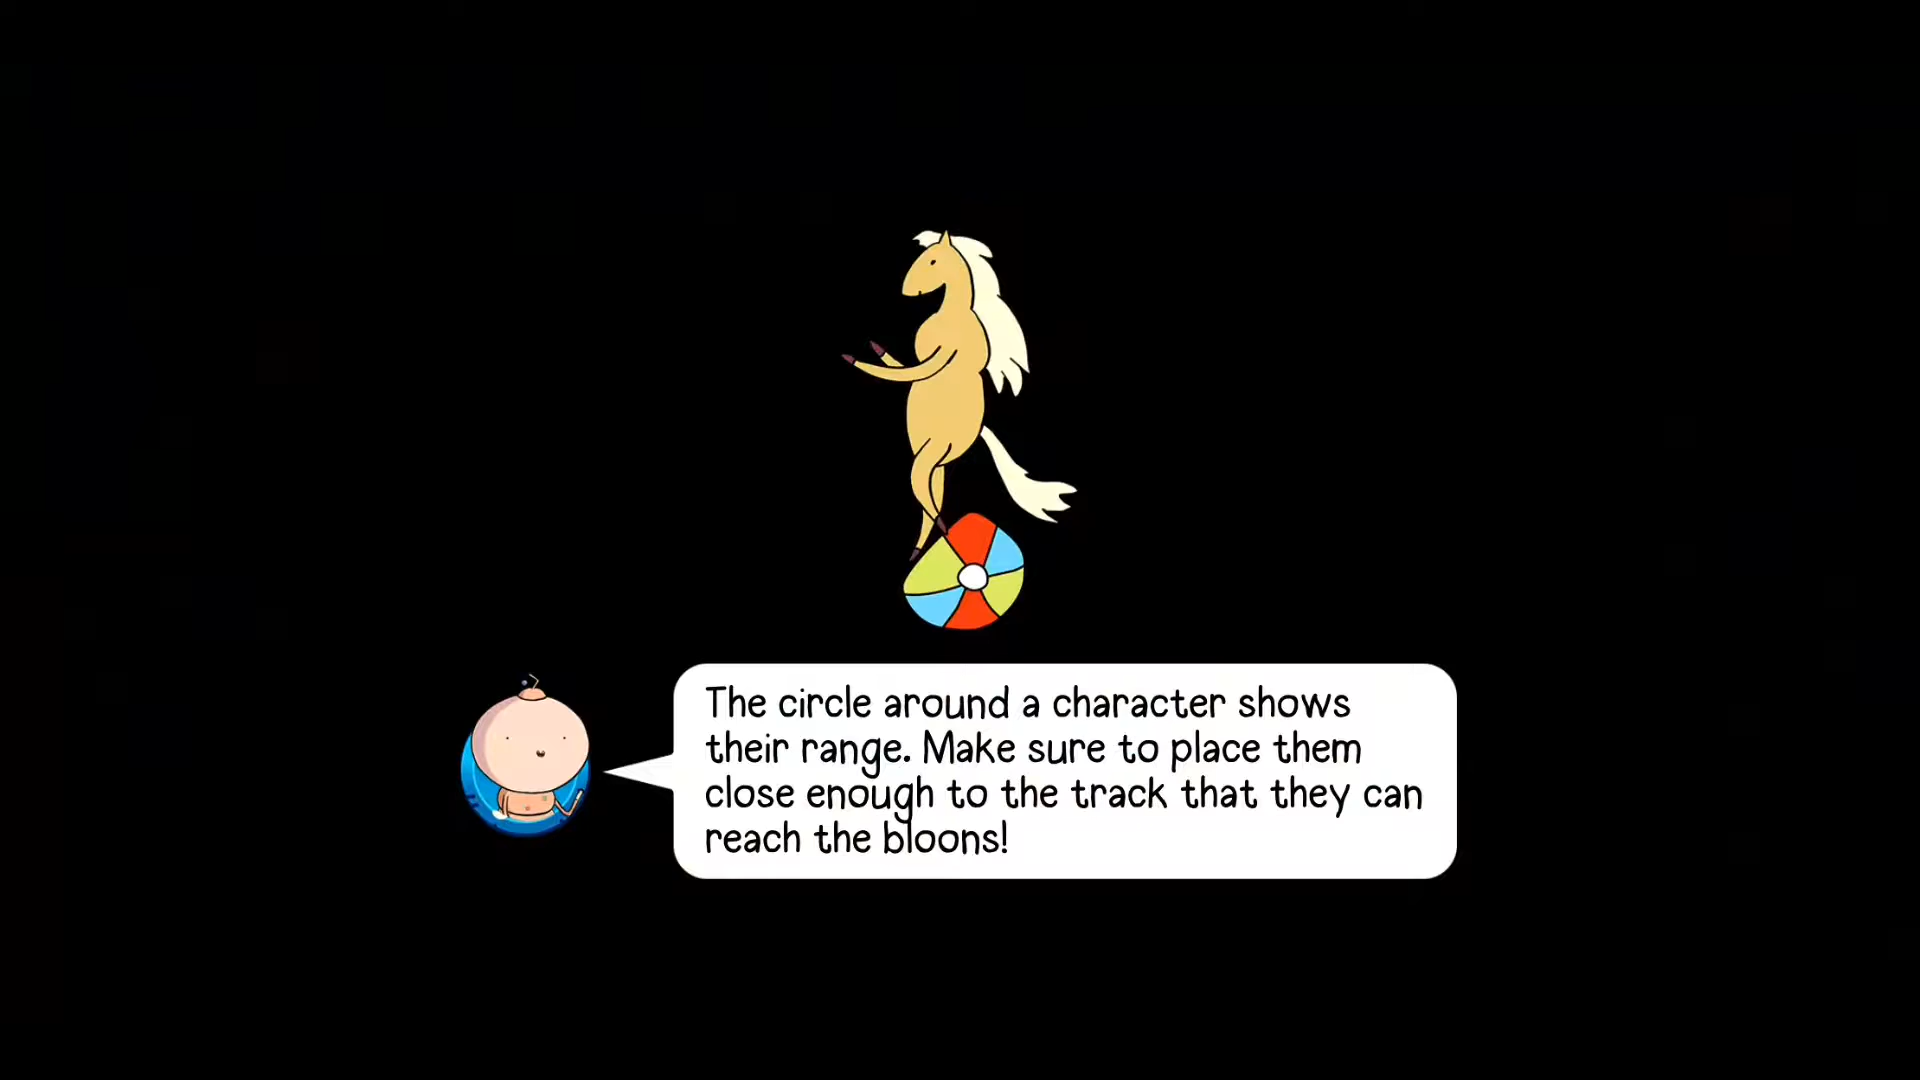 The circle around a character shows
their range. Make sure to place them
close enough to the track that they can
reach the bloons!